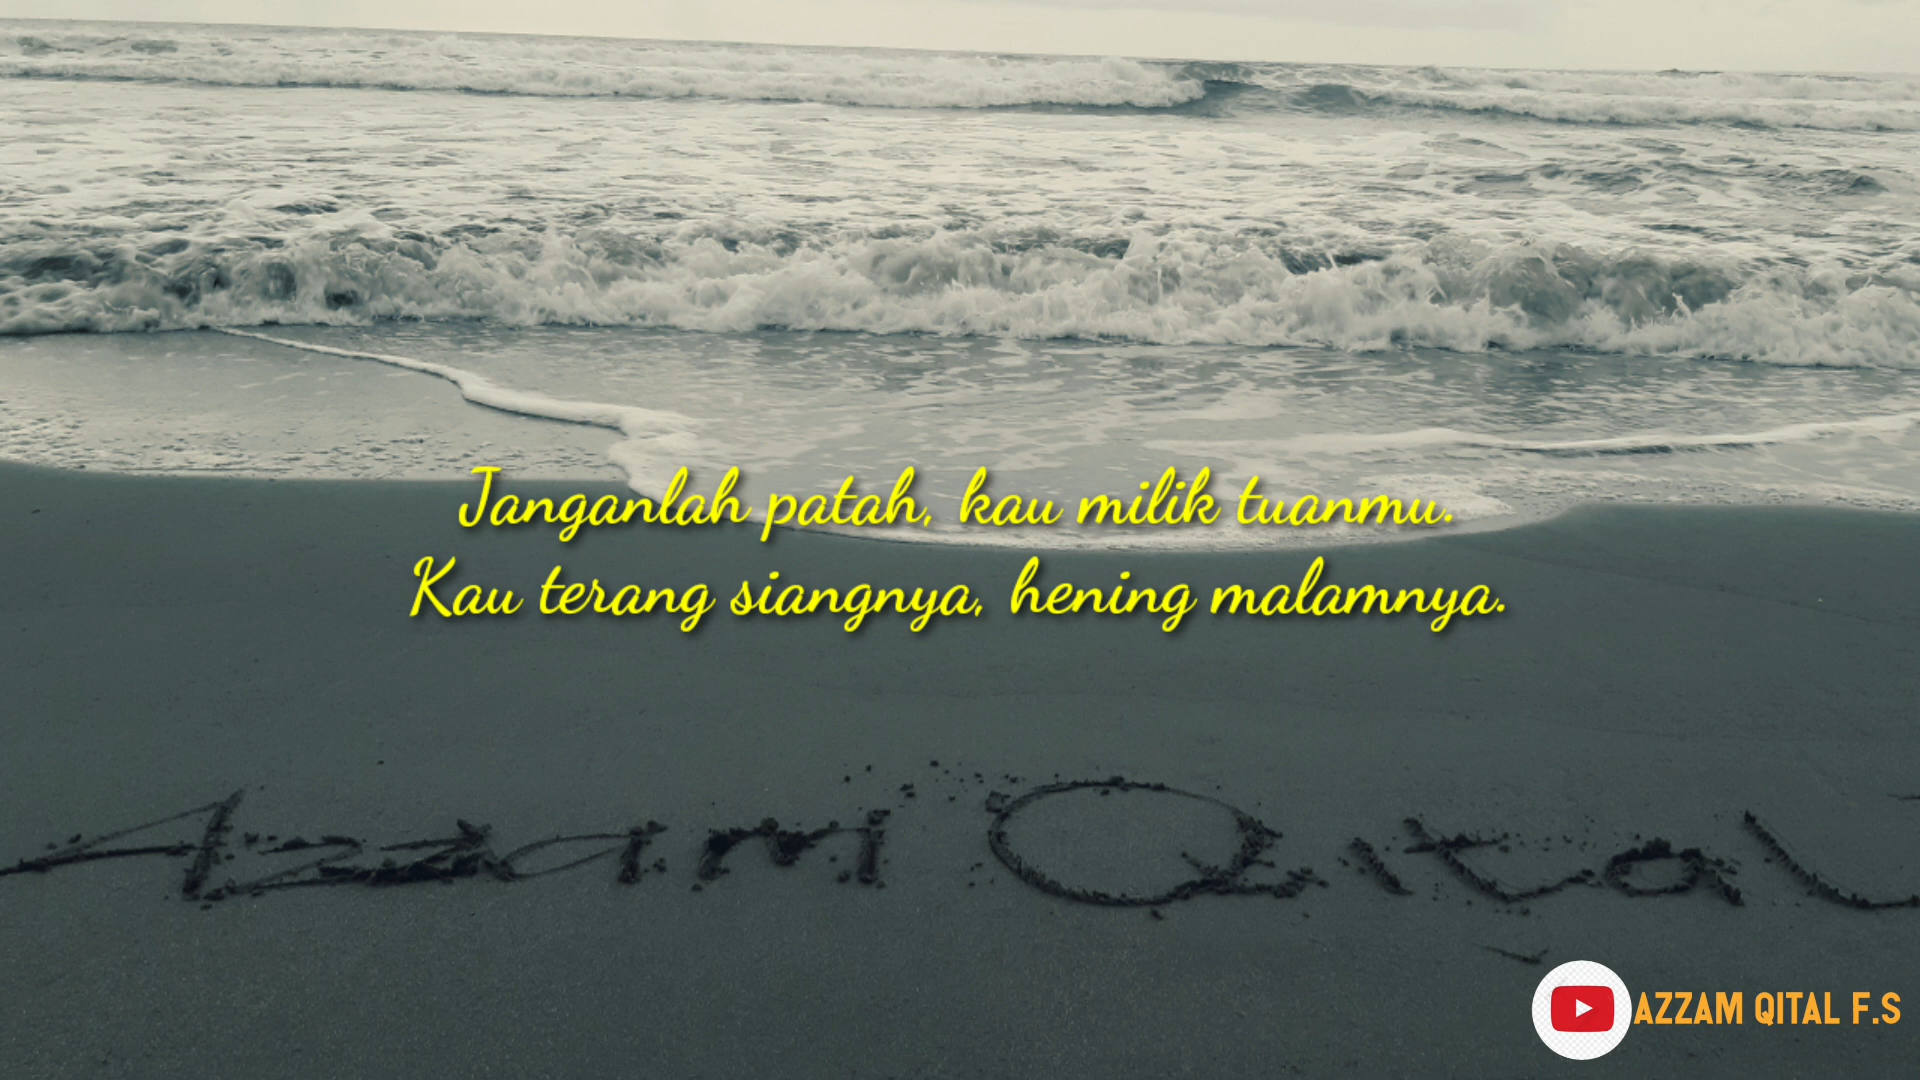 Janganlah patah, kau milik tuanmu.
Kau terang siangnya, hening malamnya.
Azzam Qital
AZZAM QITAL F.S